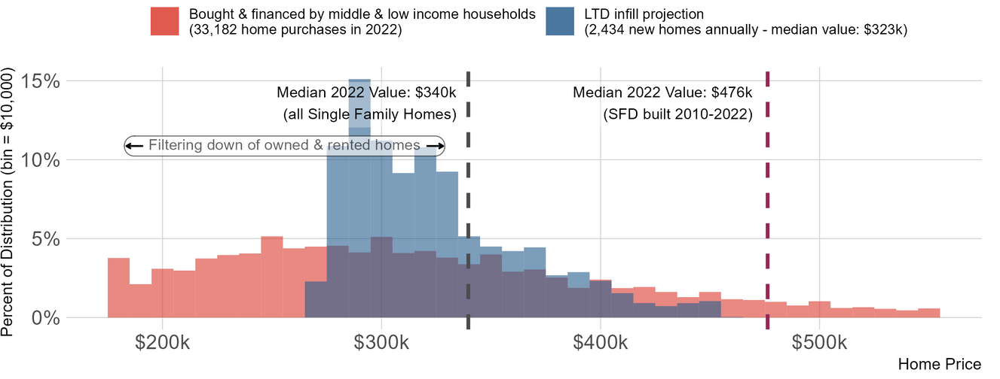 Bought & financed by middle & low income households
(33,182 home purchases in 2022)
LTD infill projection
(2,434 new homes annually - median value: $323k)
Percent of Distribution (bin = $10,000)
15%
10%
5%
0%
Median 2022 Value: $340k
(all Single Family Homes)
Median 2022 Value: $476k
(SFD built 2010-2022)
Filtering down of owned & rented homes
$200k
$300k
$400k
$500k
Home Price